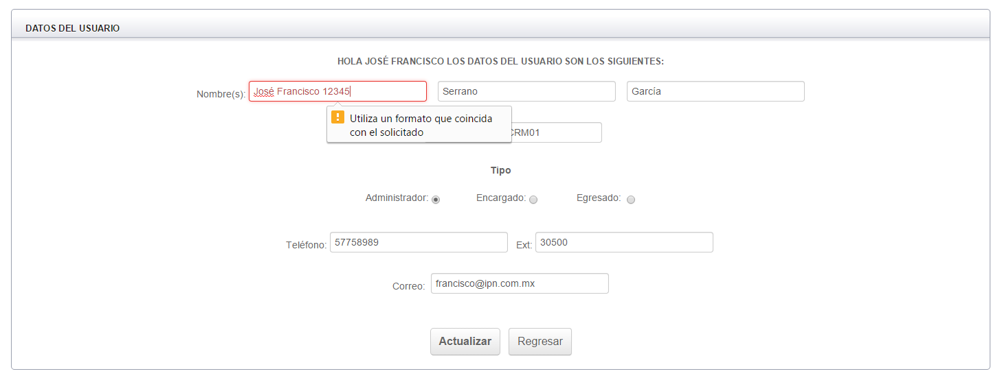 DATOS DEL USUARIO
HOLA JOSÉ FRANCISCO LOS DATOS DEL USUARIO SON LOS SIGUIENTES:
Nombre(s): José Francisco 12345 Serrano García
! Utiliza un formato que coincida
con el solicitado
CRM01
Tipo
Administrador: Encargado: Egresado:
Teléfono: 57758989 Ext: 30500
Correo: francisco@ipn.com.mx
Actualizar Regresar